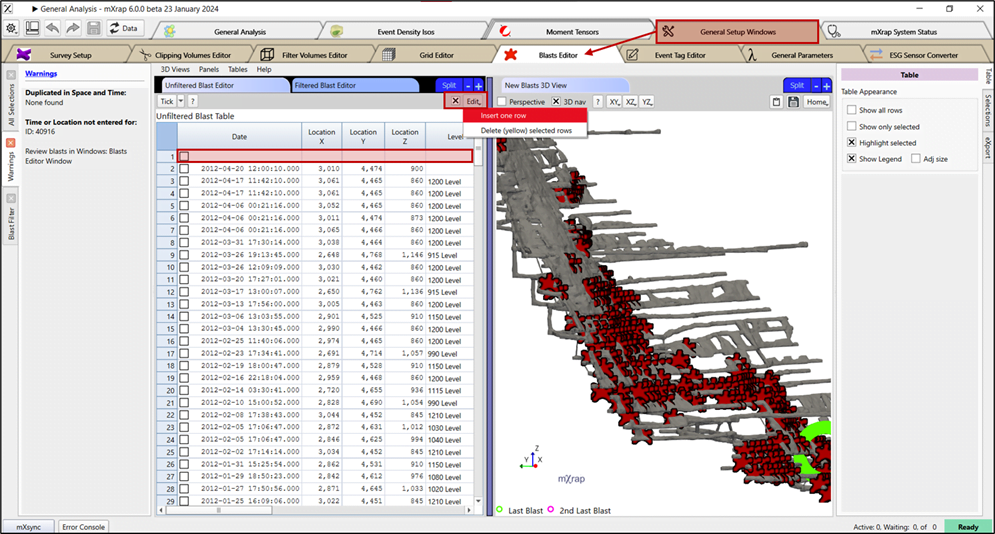 General Analysis - mXrap 6.0.0 beta 23 January 2024
Data
General Analysis
Event Density Isos
Moment Tensors
General Setup Windows
mXrap System Status
Survey Setup
Clipping Volumes Editor
Filter Volumes Editor
Grid Editor
Blasts Editor
Event Tag Editor
General Parameters
ESG Sensor Converter
All Selections
Warnings
Blast Filter
Warnings
Duplicated in Space and Time:
None found
Time or Location not entered for:
ID: 40916
Review blasts in Windows: Blasts
Editor Window
3D Views Panels Tables Help
Unfiltered Blast Editor
Filtered Blast Editor
Split - +
Tick ?
Edit
Insert one row
Delete (yellow) selected rows
Unfiltered Blast Table
Date Location X Location Y Location Z Level
1
2 2012-04-20 12:00:10.000 3,010 4,474 900
3 2012-04-17 11:42:10.000 3,061 4,465 860 1200 Level
4 2012-04-17 11:42:10.000 3,061 4,465 860 1200 Level
5 2012-04-06 00:21:16.000 3,052 4,465 860 1200 Level
6 2012-04-06 00:21:16.000 3,011 4,474 873 1200 Level
7 2012-04-06 00:21:16.000 3,065 4,466 860 1200 Level
8 2012-03-31 17:30:14.000 3,038 4,464 860 1200 Level
9 2012-03-26 19:13:45.000 2,648 4,768 1,146 915 Level
10 2012-03-26 12:09:09.000 3,030 4,462 860 1200 Level
11 2012-03-20 17:27:01.000 3,021 4,460 860 1200 Level
12 2012-03-17 13:00:07.000 2,650 4,762 1,136 915 Level
13 2012-03-13 17:56:00.000 3,005 4,463 860 1200 Level
14 2012-03-06 13:03:55.000 2,901 4,525 910 1150 Level
15 2012-03-04 13:30:45.000 2,990 4,466 860 1200 Level
16 2012-02-25 11:40:06.000 2,974 4,465 860 1200 Level
17 2012-02-23 17:34:41.000 2,691 4,714 1,057 990 Level
18 2012-02-19 18:00:47.000 2,879 4,528 910 1150 Level
19 2012-02-16 22:18:04.000 2,959 4,468 860 1200 Level
20 2012-02-14 03:30:41.000 2,720 4,655 936 1115 Level
21 2012-02-10 15:00:52.000 2,828 4,690 1,054 990 Level
22 2012-02-08 17:38:43.000 3,044 4,452 845 1210 Level
23 2012-02-05 17:06:47.000 2,872 4,631 1,012 1030 Level
24 2012-02-05 17:06:47.000 2,846 4,625 994 1040 Level
25 2012-02-02 17:14:14.000 3,034 4,452 845 1210 Level
26 2012-01-31 15:25:54.000 2,862 4,531 910 1150 Level
27 2012-01-29 18:50:23.000 2,842 4,612 976 1080 Level
28 2012-01-27 17:50:56.000 2,871 4,645 1,033 1020 Level
29 2012-01-25 16:09:06.000 3,022 4,451 845 1210 Level
New Blasts 3D View
Split - +
Perspective 3D nav ? XY XZ YZ
Home
Z
Y X
mXrap
Last Blast 2nd Last Blast
Table
Table Appearance
Show all rows
Show only selected
Highlight selected
Show Legend Adj size
Table
Selections
eXport
mXsync Error Console
Active: 0, Waiting: 0, of 0
Ready